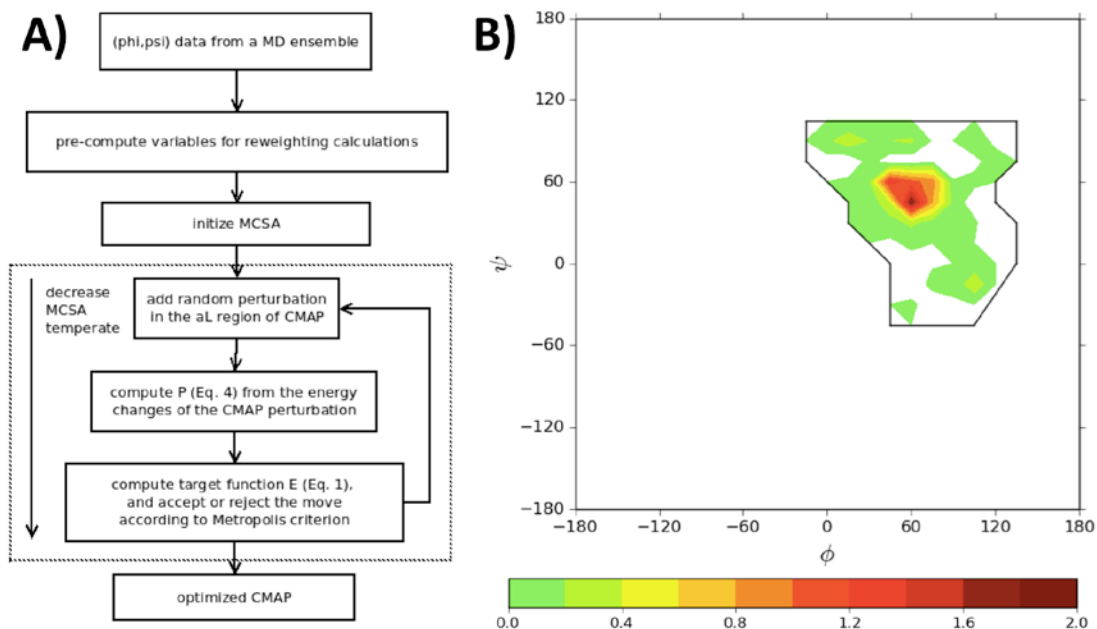 A)
(phi,psi) data from a MD ensemble
pre-compute variables for reweighting calculations
initize MCSA
decrease
MCSA
temperate
add random perturbation
in the aL region of CMAP
compute P (Eq. 4) from the energy
changes of the CMAP perturbation
compute target function E (Eq. 1),
and accept or reject the move
according to Metropolis criterion
optimized CMAP
B)
180
120
60
0
−60
−120
−180
ψ
−180
−120
−60
0
60
120
180
ϕ
0.0
0.4
0.8
1.2
1.6
2.0